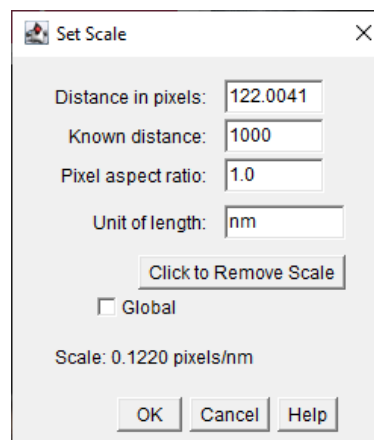 Set Scale
Distance in pixels: 122.0041
Known distance: 1000
Pixel aspect ratio: 1.0
Unit of length: nm
Click to Remove Scale
Global
Scale: 0.1220 pixels/nm
OK Cancel Help